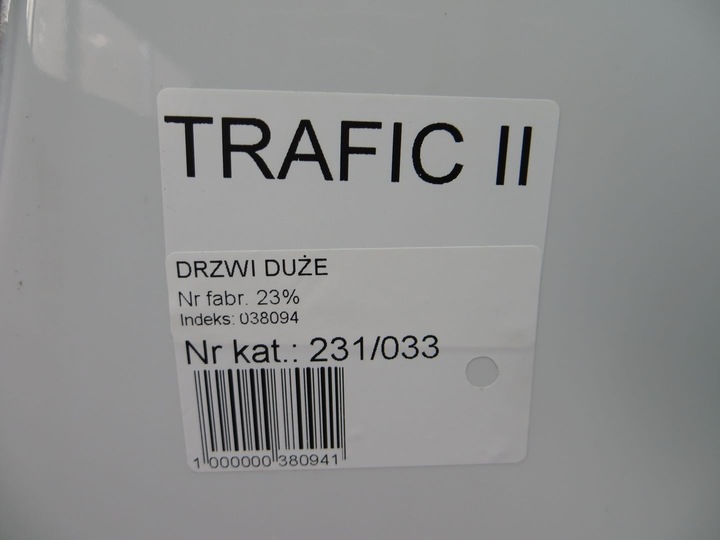 TRAFIC II
DRZWI DUŻE
Nr fabr. 23%
Indeks: 038094
Nr kat.: 231/033
1 000000 380941